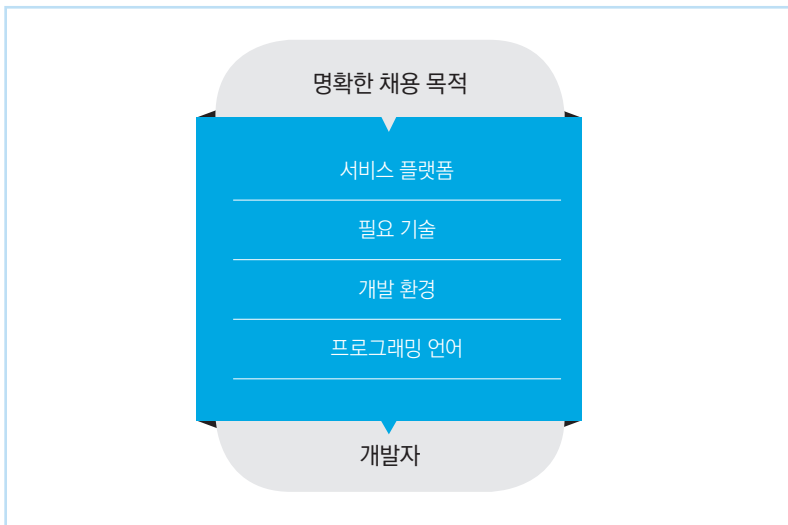 명확한 채용 목적
서비스 플랫폼
필요 기술
개발 환경
프로그래밍 언어
개발자